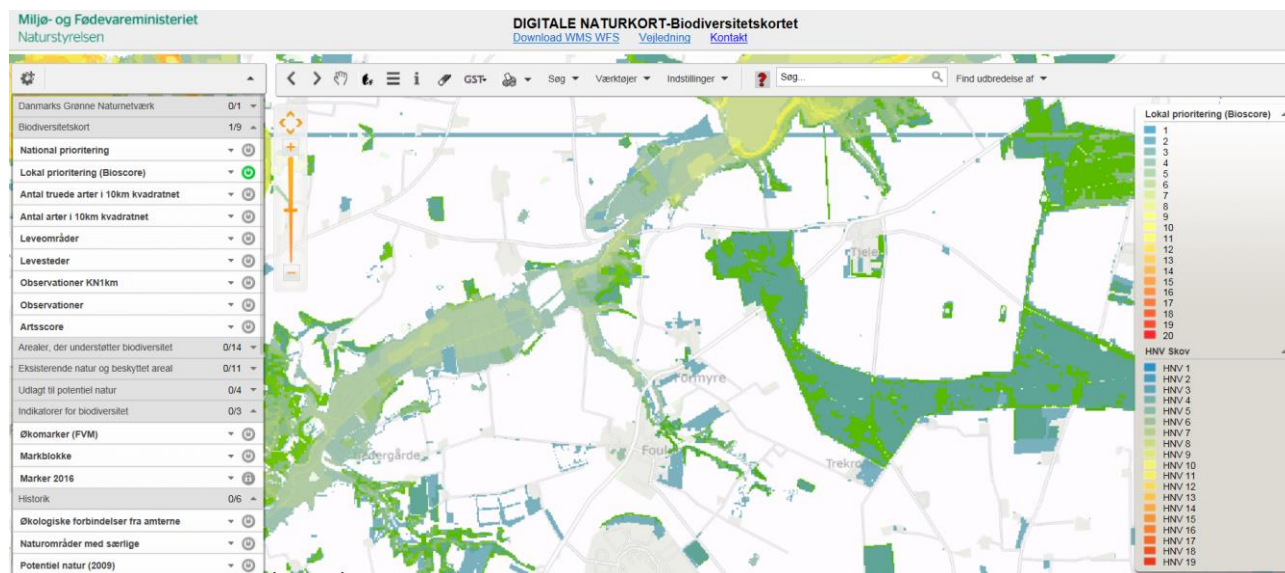 Miljø- og Fødevareministeriet
Naturstyrelsen
DIGITALE NATURKORT-Biodiversitetskortet
Download WMS WFS Vejledning Kontakt
GST Søg Værktøjer Indstillinger ? Søg... Find udbredelse af
Danmarks Grønne Naturnetværk 0/1
Biodiversitetskort 1/9
National prioritering
Lokal prioritering (Bioscore)
Antal truede arter i 10km kvadratnet
Antal arter i 10km kvadratnet
Leveområder
Levesteder
Observationer KN1km
Observationer
Artsscore
Arealer, der understøtter biodiversitet 0/14
Eksisterende natur og beskyttet areal 0/11
Udlagt til potentiel natur 0/4
Indikatorer for biodiversitet 0/3
Økomarker (FVM)
Markblokke
Marker 2016
Historik 0/6
Økologiske forbindelser fra amterne
Naturområder med særlige
Potentiel natur (2009)
Tjele
Formyre
Foul
Trekro
Lokal prioritering (Bioscore)
1
2
3
4
5
6
7
8
9
10
11
12
13
14
15
16
17
18
19
20
HNV Skov
HNV 1
HNV 2
HNV 3
HNV 4
HNV 5
HNV 6
HNV 7
HNV 8
HNV 9
HNV 10
HNV 11
HNV 12
HNV 13
HNV 14
HNV 15
HNV 16
HNV 17
HNV 18
HNV 19